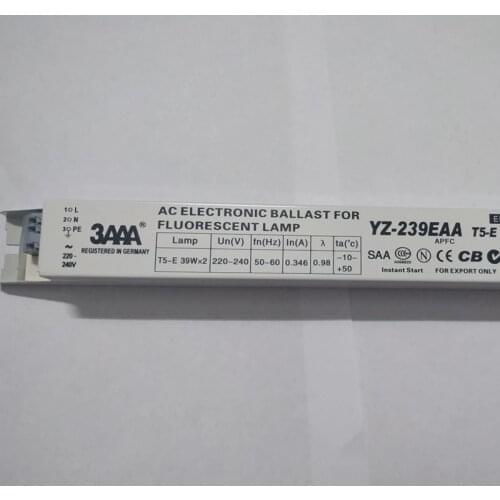 1 L
2 N
3 PE
~
220-
240V
3AAA®
REGISTERED IN GERMANY
AC ELECTRONIC BALLAST FOR
FLUORESCENT LAMP
Lamp Un(V) fn(Hz) In(A) λ ta(°c)
T5-E 39W×2 220-240 50-60 0.346 0.98 -10-
+50
YZ-239EAA T5-E
APFC
SAA CCC CE CB
Instant Start FOR EXPORT ONLY